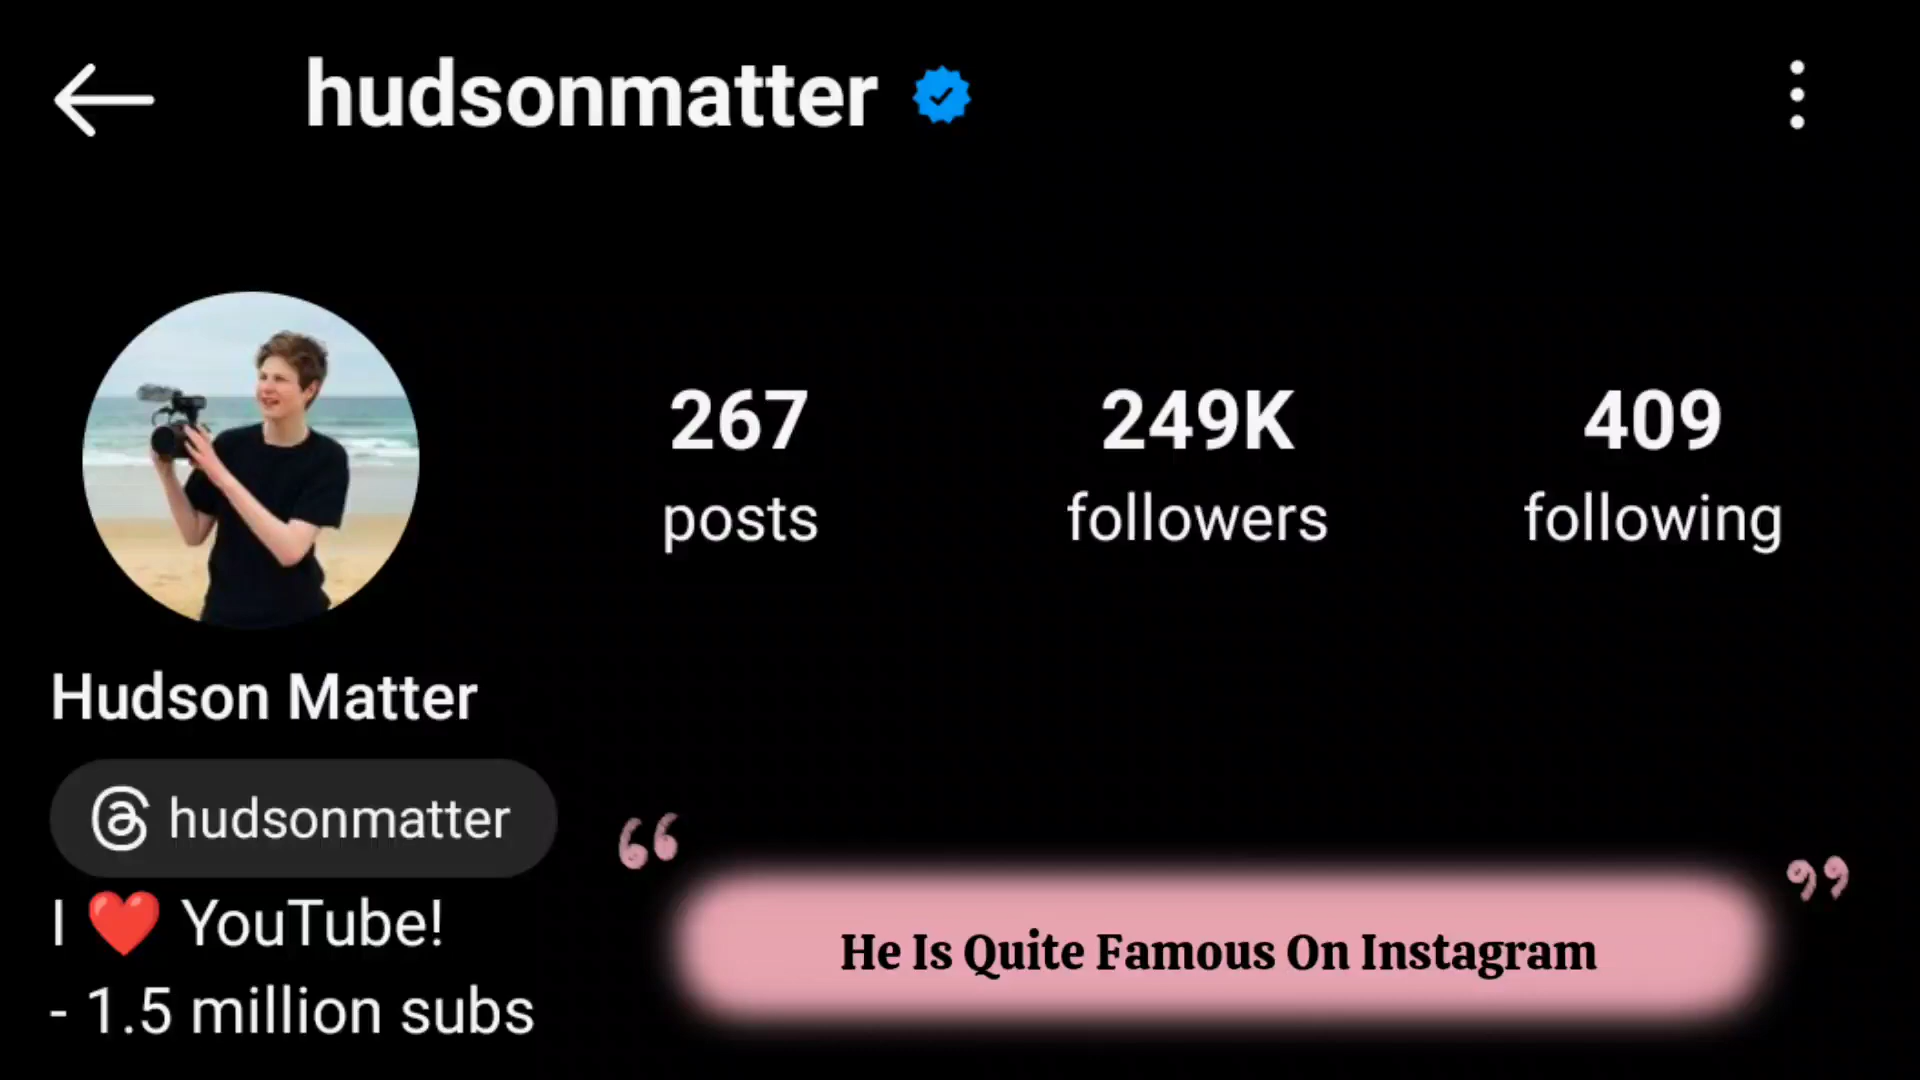 hudsonmatter
267
posts
249K
followers
409
following
Hudson Matter
hudsonmatter
I ❤️ YouTube!
- 1.5 million subs
“ He Is Quite Famous On Instagram ”